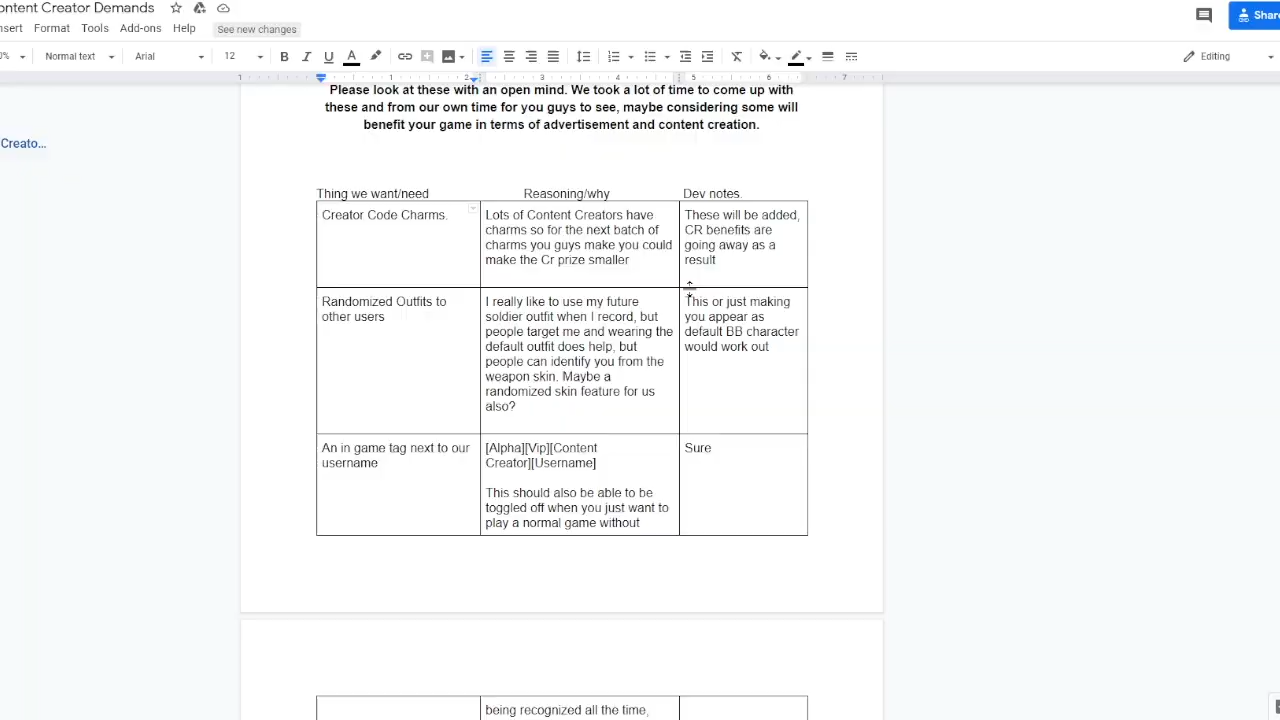 ontent Creator Demands
nsert Format Tools Add-ons Help See new changes
0% Normal text Arial 12 B I U A Editing
Share
1 1 2 3 4 5 6 7
Please look at these with an open mind. We took a lot of time to come up with
these and from our own time for you guys to see, maybe considering some will
benefit your game in terms of advertisement and content creation.
Creato...
Thing we want/need Reasoning/why Dev notes
Creator Code Charms.
Lots of Content Creators have
charms so for the next batch of
charms you guys make you could
make the Cr prize smaller
These will be added,
CR benefits are
going away as a
result
Randomized Outfits to
other users
I really like to use my future
soldier outfit when I record, but
people target me and wearing the
default outfit does help, but
people can identify you from the
weapon skin. Maybe a
randomized skin feature for us
also?
This or just making
you appear as
default BB character
would work out
An in game tag next to our
username
[Alpha][Vip][Content
Creator][Username]
This should also be able to be
toggled off when you just want to
play a normal game without
Sure
being recognized all the time,